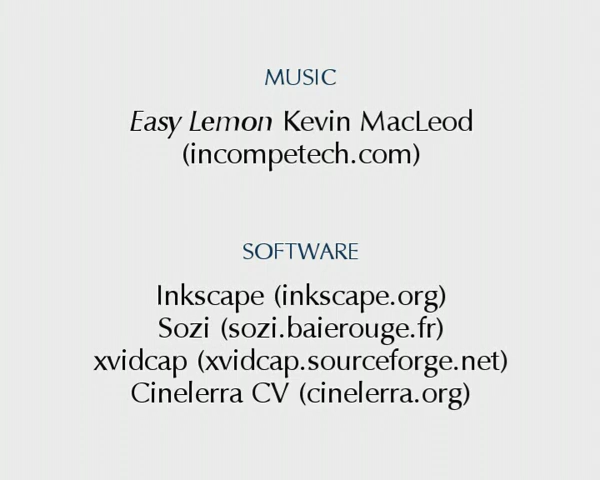 MUSIC
Easy Lemon Kevin MacLeod
(incompetech.com)
SOFTWARE
Inkscape (inkscape.org)
Sozi (sozi.baierouge.fr)
xvidcap (xvidcap.sourceforge.net)
Cinelerra CV (cinelerra.org)